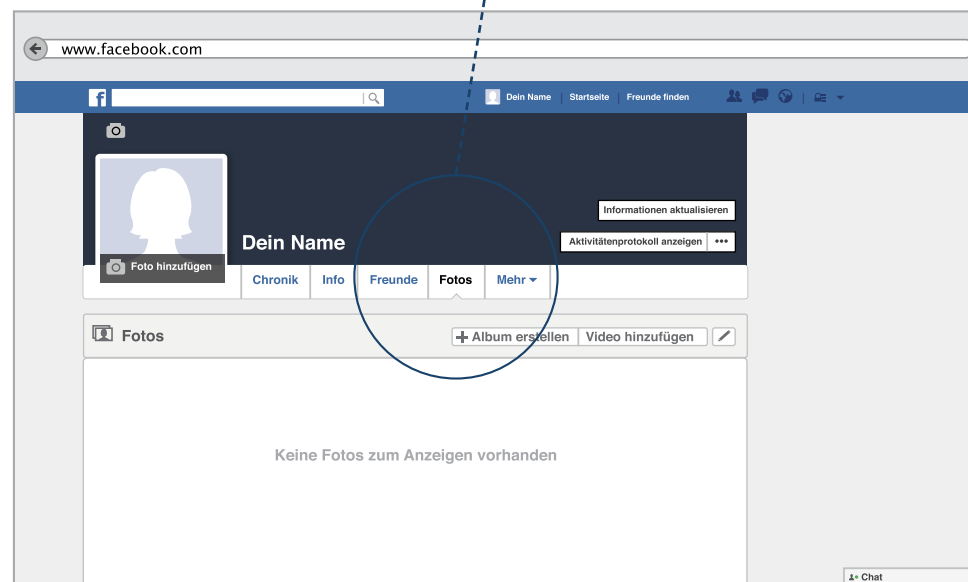 www.facebook.com
f
Dein Name | Startseite | Freunde finden
Informationen aktualisieren
Dein Name
Aktivitätenprotokoll anzeigen •••
Foto hinzufügen
Chronik Info Freunde Fotos Mehr
Fotos
Album erstellen Video hinzufügen
Keine Fotos zum Anzeigen vorhanden
Chat